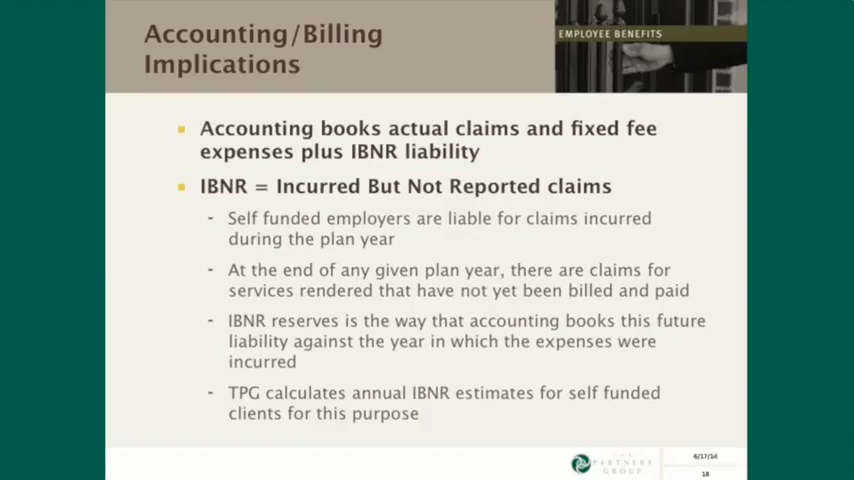 Accounting/Billing
Implications
EMPLOYEE BENEFITS
Accounting books actual claims and fixed fee
expenses plus IBNR liability
IBNR = Incurred But Not Reported claims
- Self funded employers are liable for claims incurred
during the plan year
- At the end of any given plan year, there are claims for
services rendered that have not yet been billed and paid
- IBNR reserves is the way that accounting books this future
liability against the year in which the expenses were
incurred
- TPG calculates annual IBNR estimates for self funded
clients for this purpose
THE
PARTNERS
GROUP
6/17/14
18